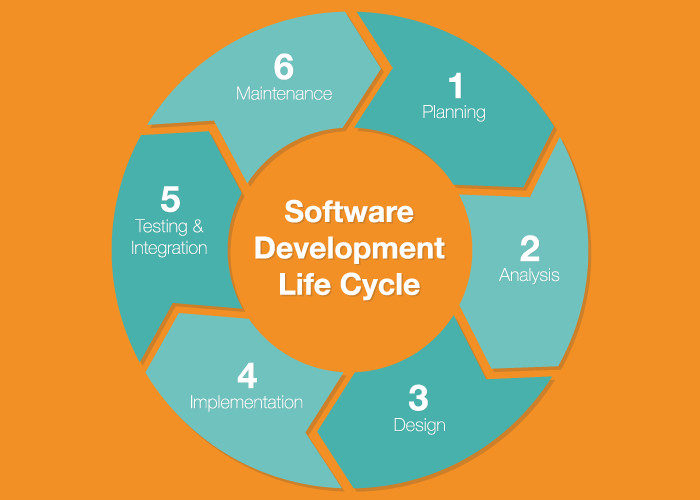 Software
Development
Life Cycle
1
Planning
2
Analysis
3
Design
4
Implementation
5
Testing &
Integration
6
Maintenance